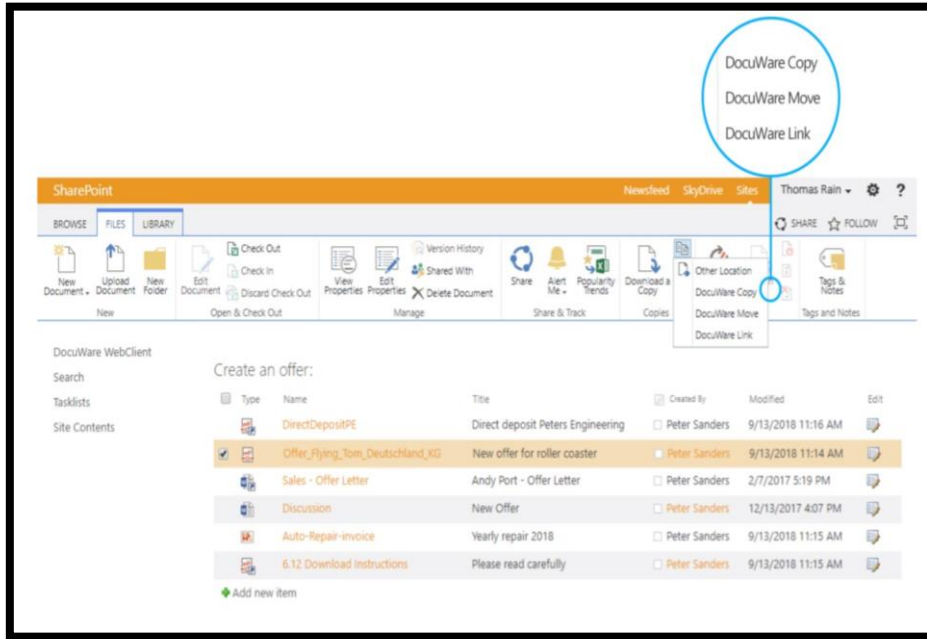 DocuWare Copy
DocuWare Move
DocuWare Link
SharePoint
Newsfeed SkyDrive Sites Thomas Rain ?
BROWSE FILES LIBRARY SHARE FOLLOW
New Document Upload Document New Folder
New
Edit Document Check Out
Check In
Discard Check Out
Open & Check Out
View Properties Edit Properties Version History
Shared With
Delete Document
Manage
Share Alert Me Popularity Trends
Share & Track
Download a Copy
Copies
Other Location
DocuWare Copy
DocuWare Move
DocuWare Link
Tags & Notes
Tags and Notes
DocuWare WebClient
Search
Tasklists
Site Contents
Create an offer:
Type Name Title Created By Modified Edit
DirectDepositPE Direct deposit Peters Engineering Peter Sanders 9/13/2018 11:16 AM
Offer_Flying_Tom_Deutschland_KG New offer for roller coaster Peter Sanders 9/13/2018 11:14 AM
Sales - Offer Letter Andy Port - Offer Letter Peter Sanders 2/7/2017 5:19 PM
Discussion New Offer Peter Sanders 12/13/2017 4:07 PM
Auto-Repair-invoice Yearly repair 2018 Peter Sanders 9/13/2018 11:15 AM
6.12 Download Instructions Please read carefully Peter Sanders 9/13/2018 11:15 AM
Add new item